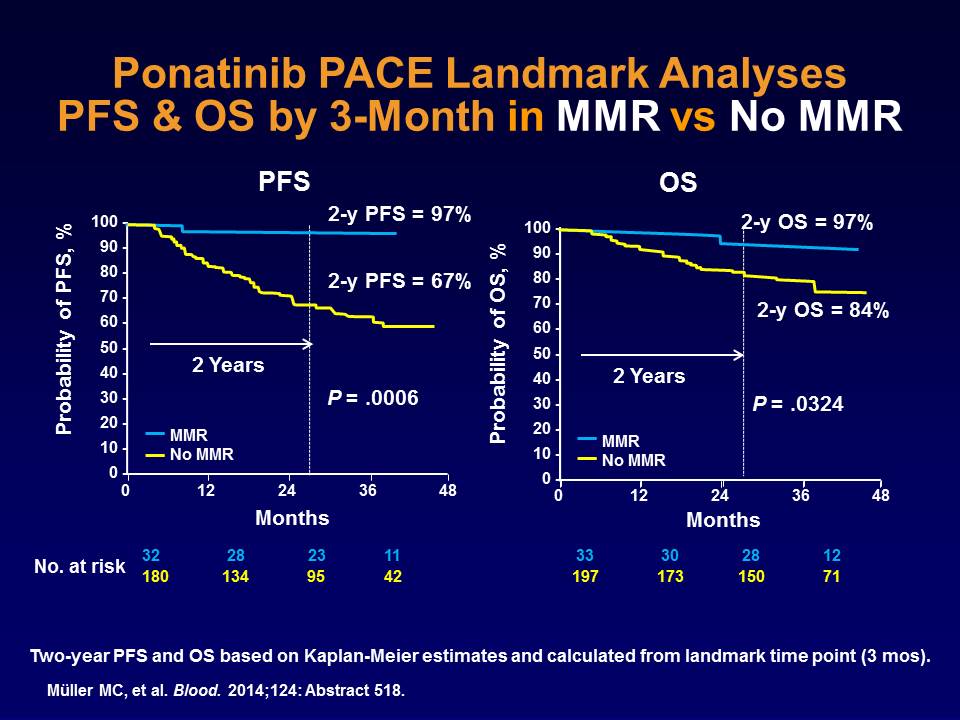 Ponatinib PACE Landmark Analyses
PFS & OS by 3-Month in MMR vs No MMR
PFS
Probability of PFS, %
100
90
80
70
60
50
40
30
20
10
0
2-y PFS = 97%
2-y PFS = 67%
2 Years
P = .0006
MMR
No MMR
0 12 24 36 48
Months
OS
Probability of OS, %
100
90
80
70
60
50
40
30
20
10
0
2-y OS = 97%
2-y OS = 84%
2 Years
P = .0324
MMR
No MMR
0 12 24 36 48
Months
No. at risk
32 28 23 11
180 134 95 42
33 30 28 12
197 173 150 71
Two-year PFS and OS based on Kaplan-Meier estimates and calculated from landmark time point (3 mos).
Müller MC, et al. Blood. 2014;124: Abstract 518.